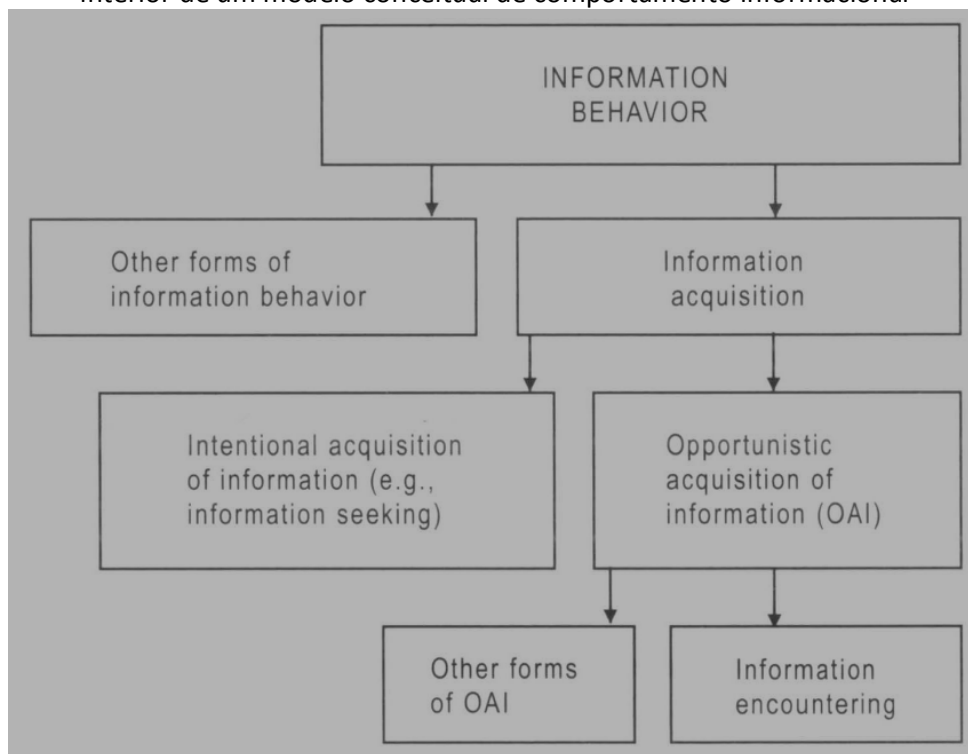 interior de um modelo conceitual de comportamento informacional
INFORMATION
BEHAVIOR
Other forms of
information behavior
Information
acquisition
Intentional acquisition
of information (e.g.,
information seeking)
Opportunistic
acquisition of
information (OAI)
Other forms
of OAI
Information
encountering